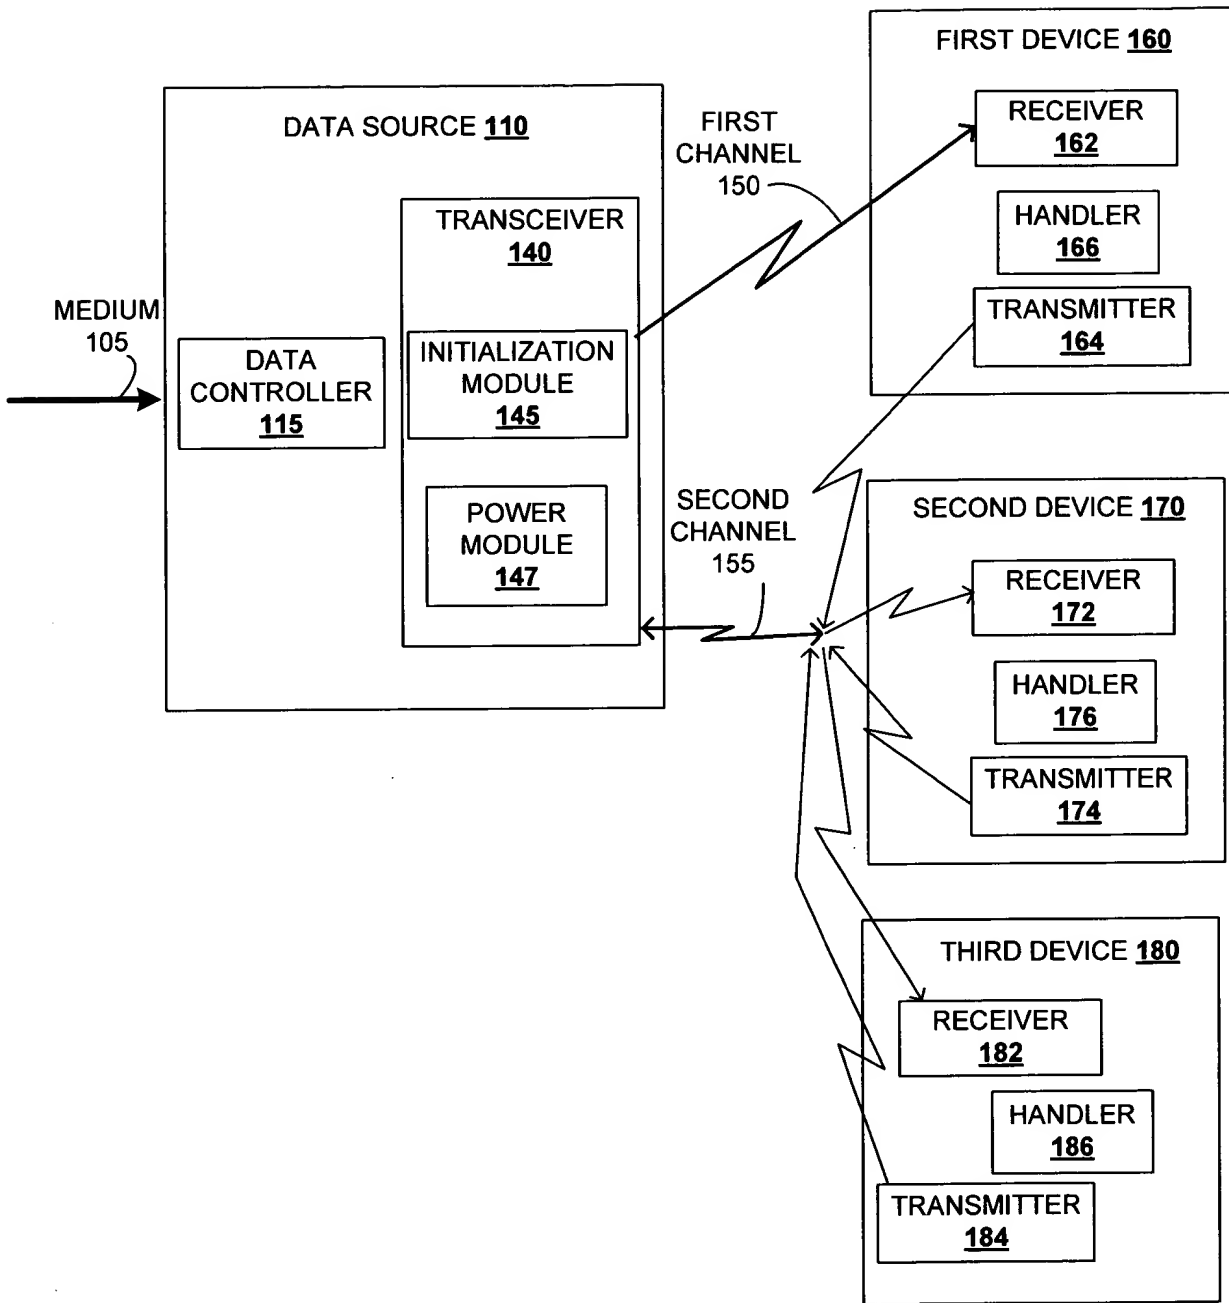 FIRST DEVICE 160
RECEIVER
162
HANDLER
166
TRANSMITTER
164
DATA SOURCE 110
FIRST
CHANNEL
150
TRANSCEIVER
140
MEDIUM
105
DATA
CONTROLLER
115
INITIALIZATION
MODULE
145
POWER
MODULE
147
SECOND
CHANNEL
155
SECOND DEVICE 170
RECEIVER
172
HANDLER
176
TRANSMITTER
174
THIRD DEVICE 180
RECEIVER
182
HANDLER
186
TRANSMITTER
184